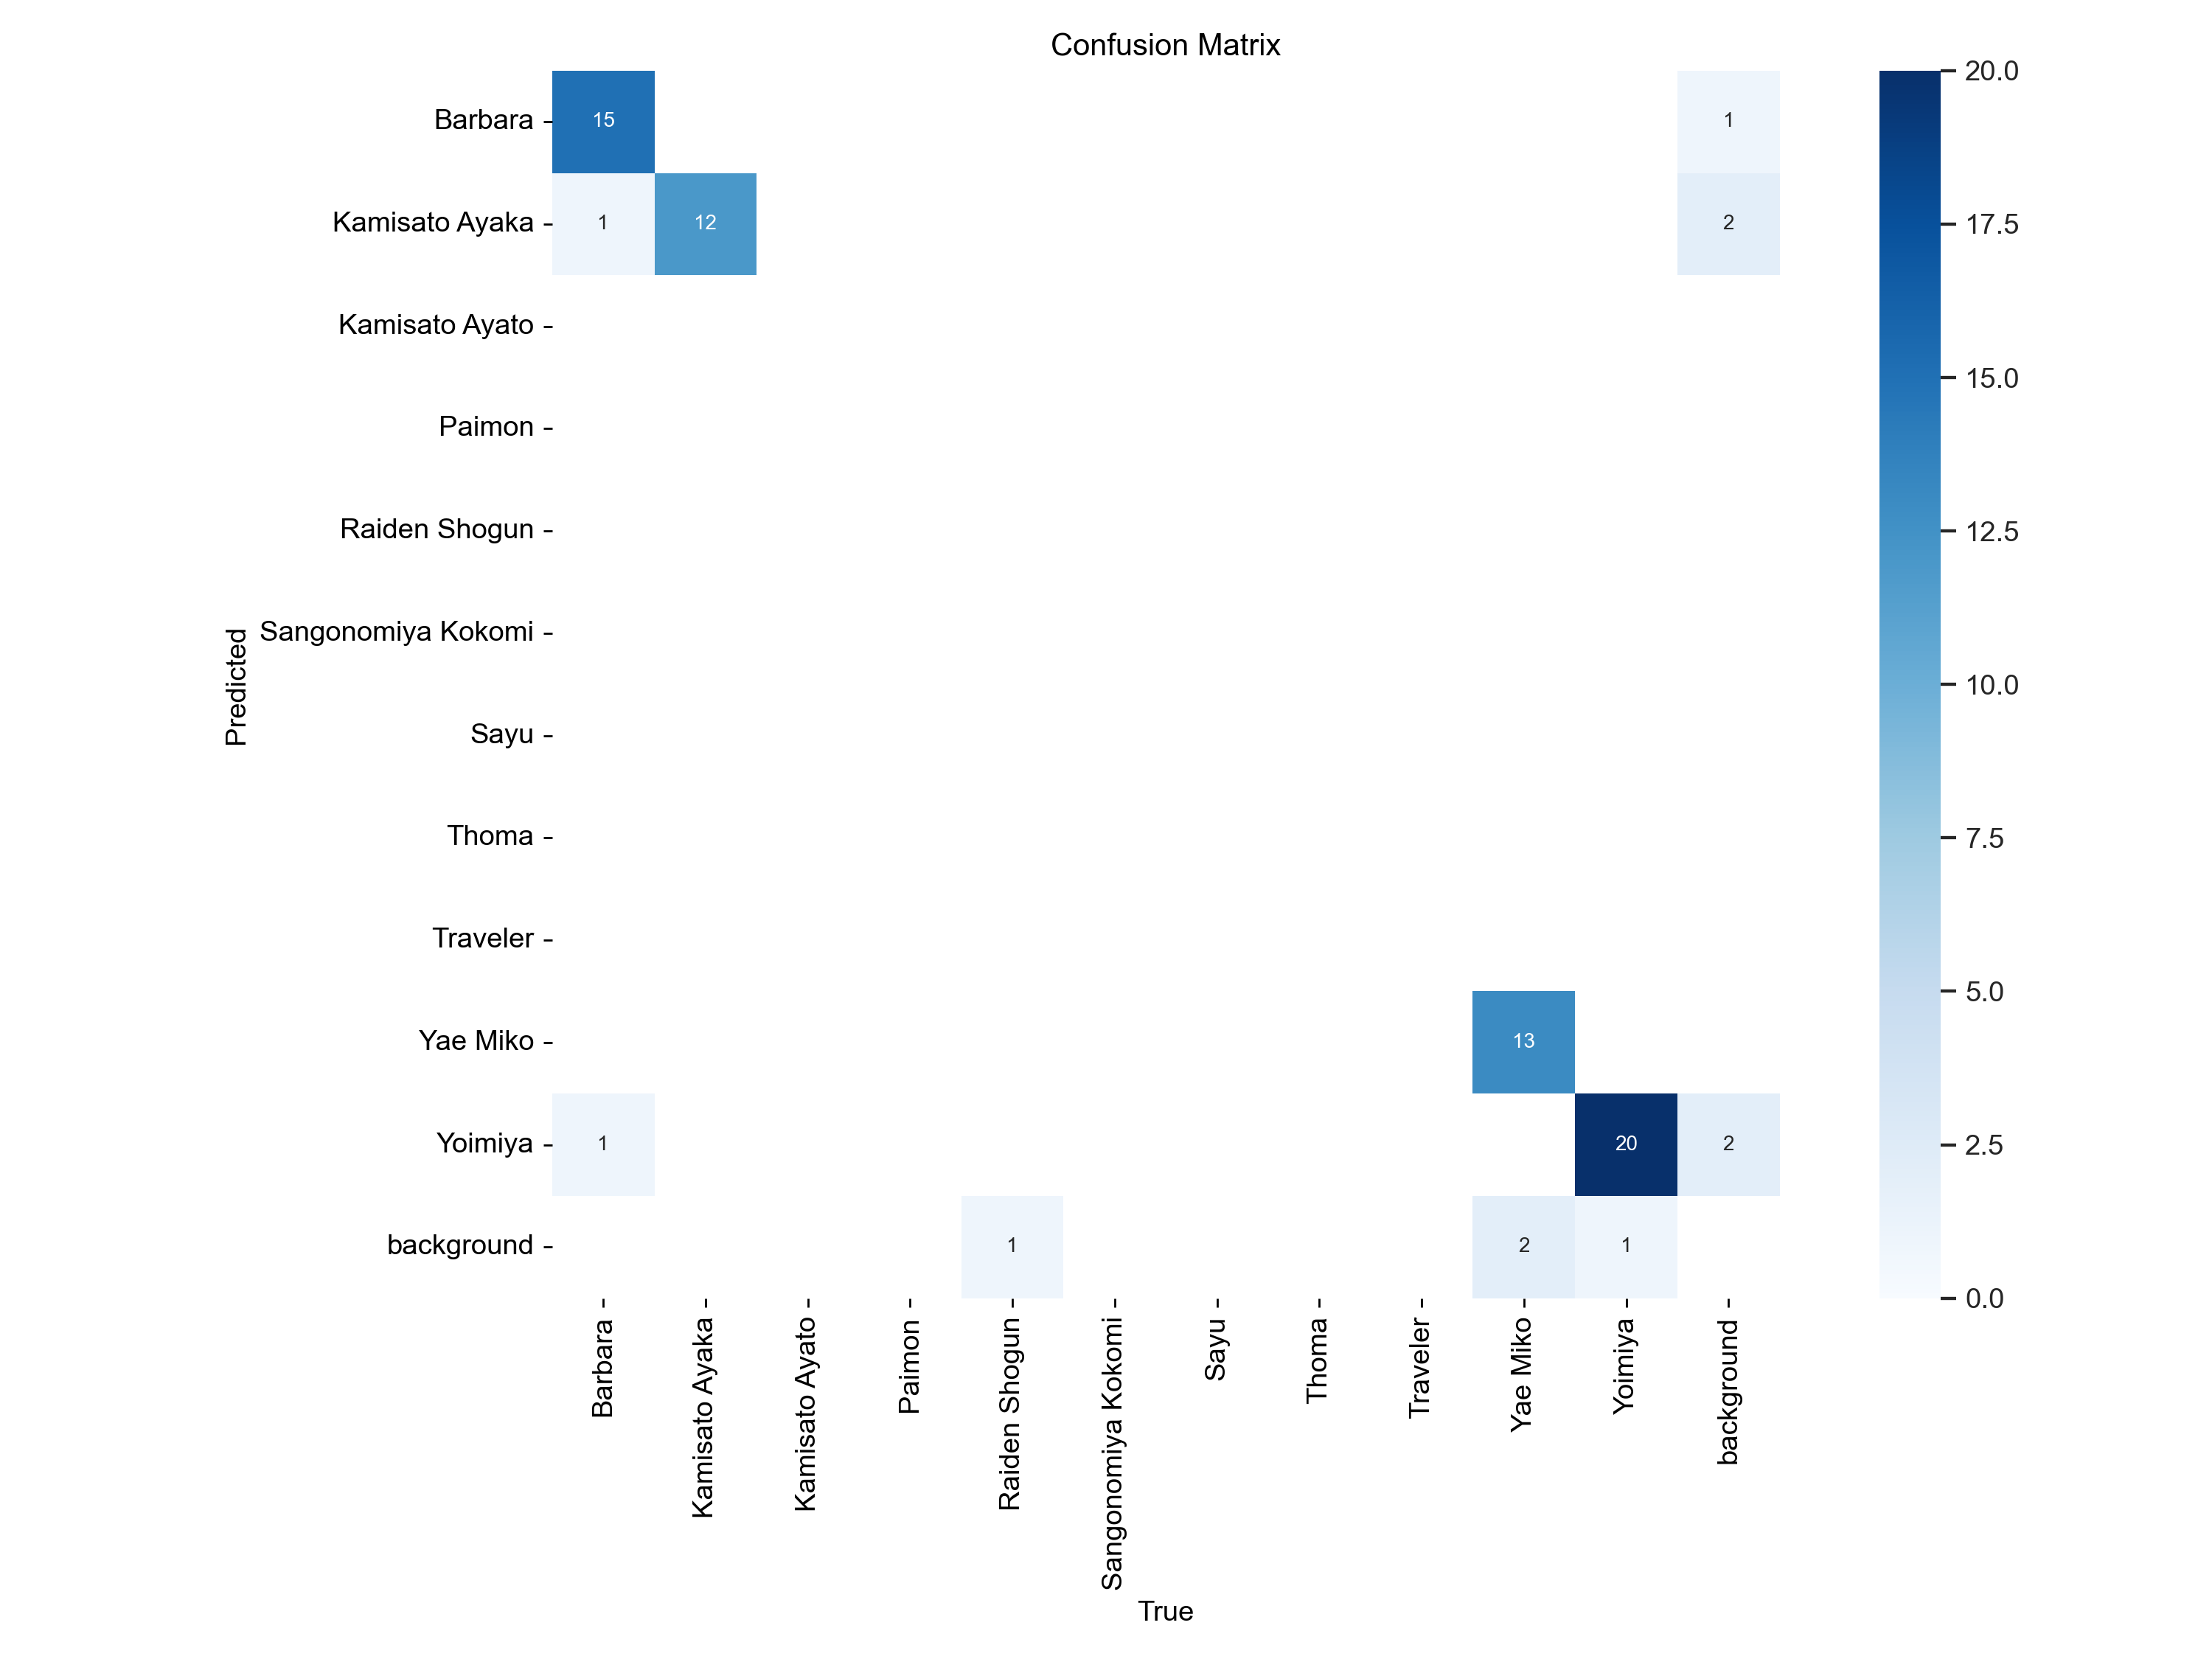 Confusion Matrix
Barbara
15
1
20.0
Kamisato Ayaka
1
12
2
17.5
Kamisato Ayato
Paimon
15.0
Raiden Shogun
12.5
Sangonomiya Kokomi
10.0
Predicted
Sayu
Thoma
7.5
Traveler
5.0
Yae Miko
13
Yoimiya
1
20
2
2.5
background
1
2
1
0.0
Barbara
Kamisato Ayaka
Kamisato Ayato
Paimon
Raiden Shogun
Sangonomiya Kokomi
Sayu
Thoma
Traveler
Yae Miko
Yoimiya
background
True